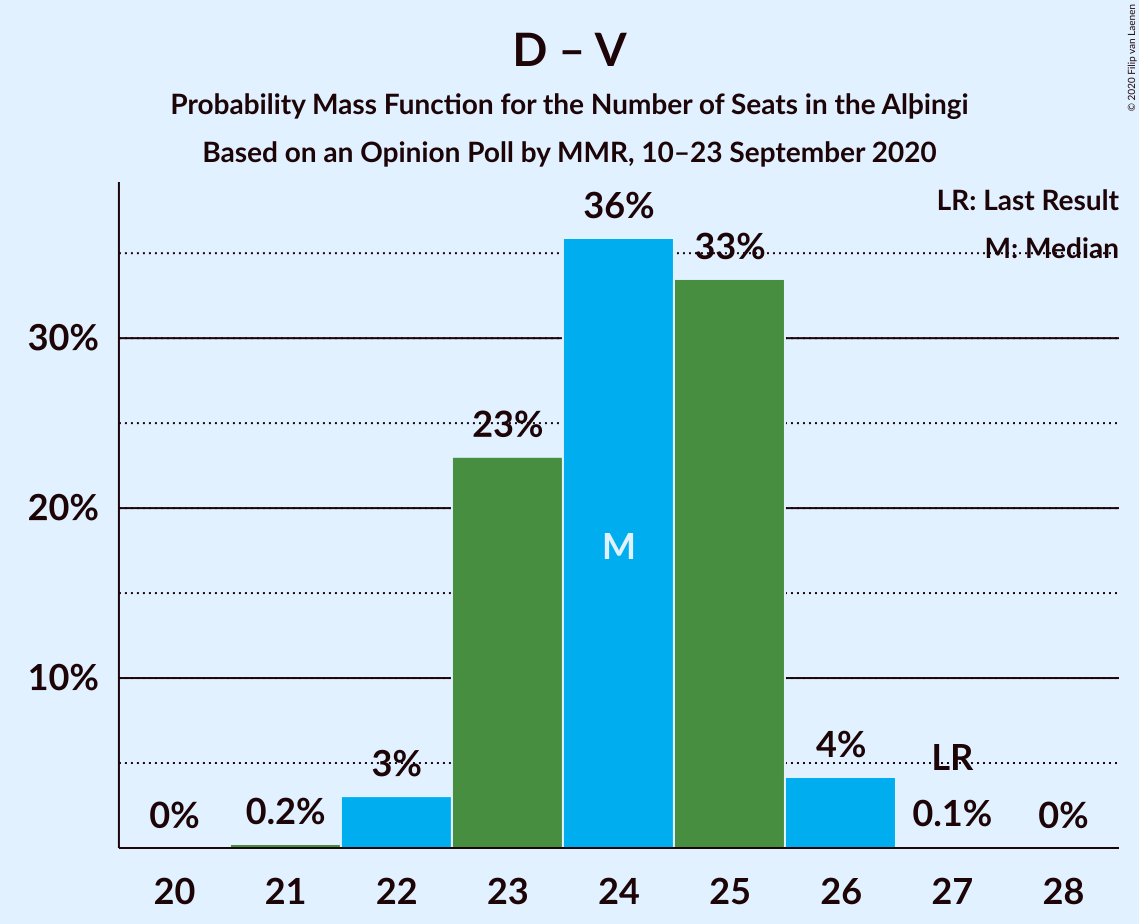 D – V
Probability Mass Function for the Number of Seats in the Alþingi
Based on an Opinion Poll by MMR, 10–23 September 2020
© 2020 Filip van Laenen
LR: Last Result
M: Median
30%
20%
10%
0%
0.2%
3%
23%
36%
M
33%
4%
LR
0.1%
0%
20
21
22
23
24
25
26
27
28